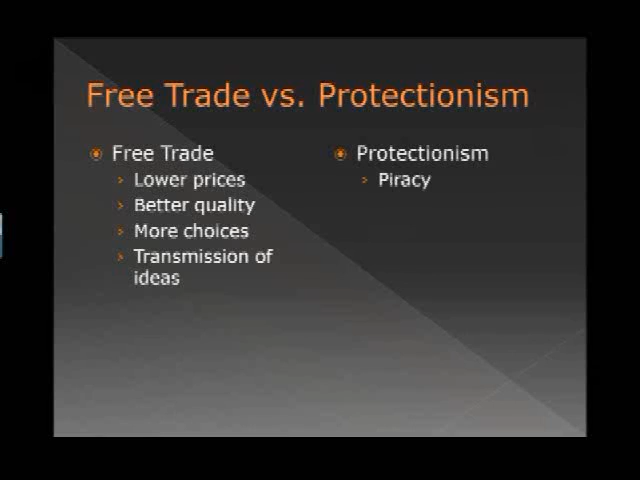 Free Trade vs. Protectionism
Free Trade
Lower prices
Better quality
More choices
Transmission of
ideas
Protectionism
Piracy